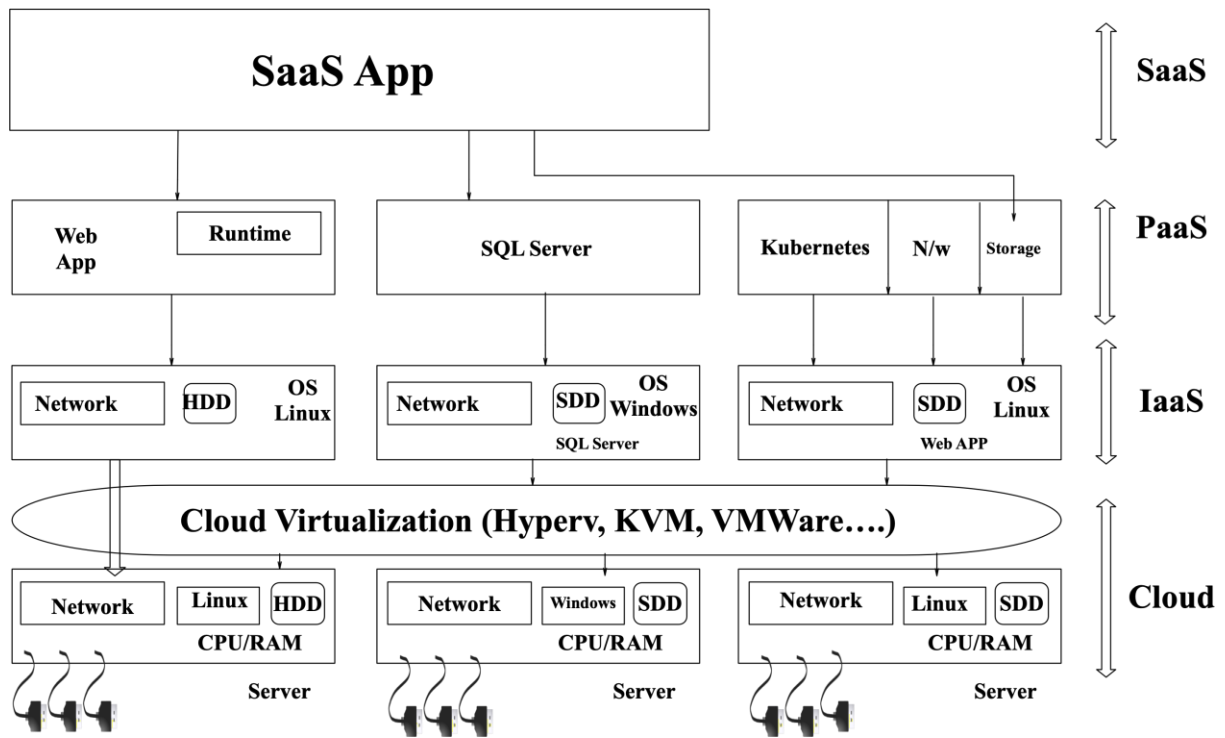 SaaS App
SaaS
Web
App
Runtime
SQL Server
Kubernetes
N/w
Storage
PaaS
Network
HDD
OS
Linux
Network
SDD
OS
Windows
SQL Server
Network
SDD
OS
Linux
Web APP
IaaS
Cloud Virtualization (Hyperv, KVM, VMWare….)
Network
Linux
HDD
CPU/RAM
Server
Network
Windows
SDD
CPU/RAM
Server
Network
Linux
SDD
CPU/RAM
Server
Cloud